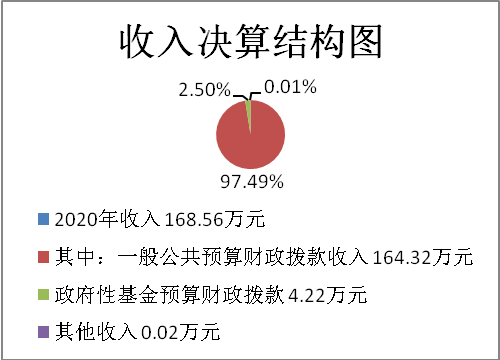 收入决算结构图
2.50% 0.01%
97.49%
2020年收入 168.56万元
其中：一般公共预算财政拨款收入 164.32万元
政府性基金预算财政拨款 4.22万元
其他收入 0.02万元